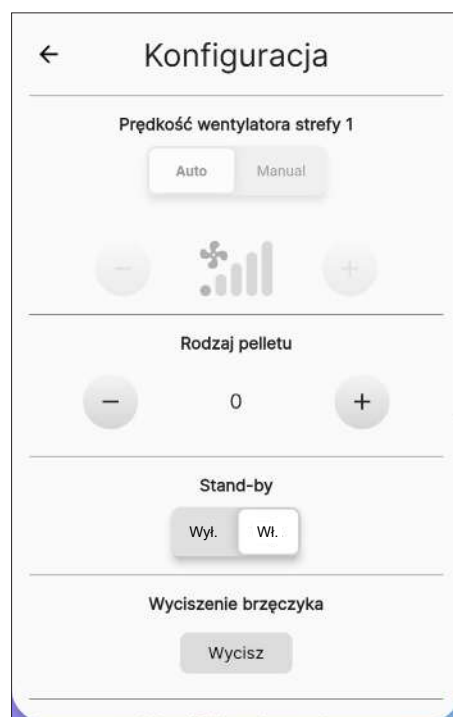 Konfiguracja
Prędkość wentylatora strefy 1
Auto Manual
Rodzaj pelletu
− 0 +
Stand-by
Wył. Wł.
Wyciszenie brzęczyka
Wycisz